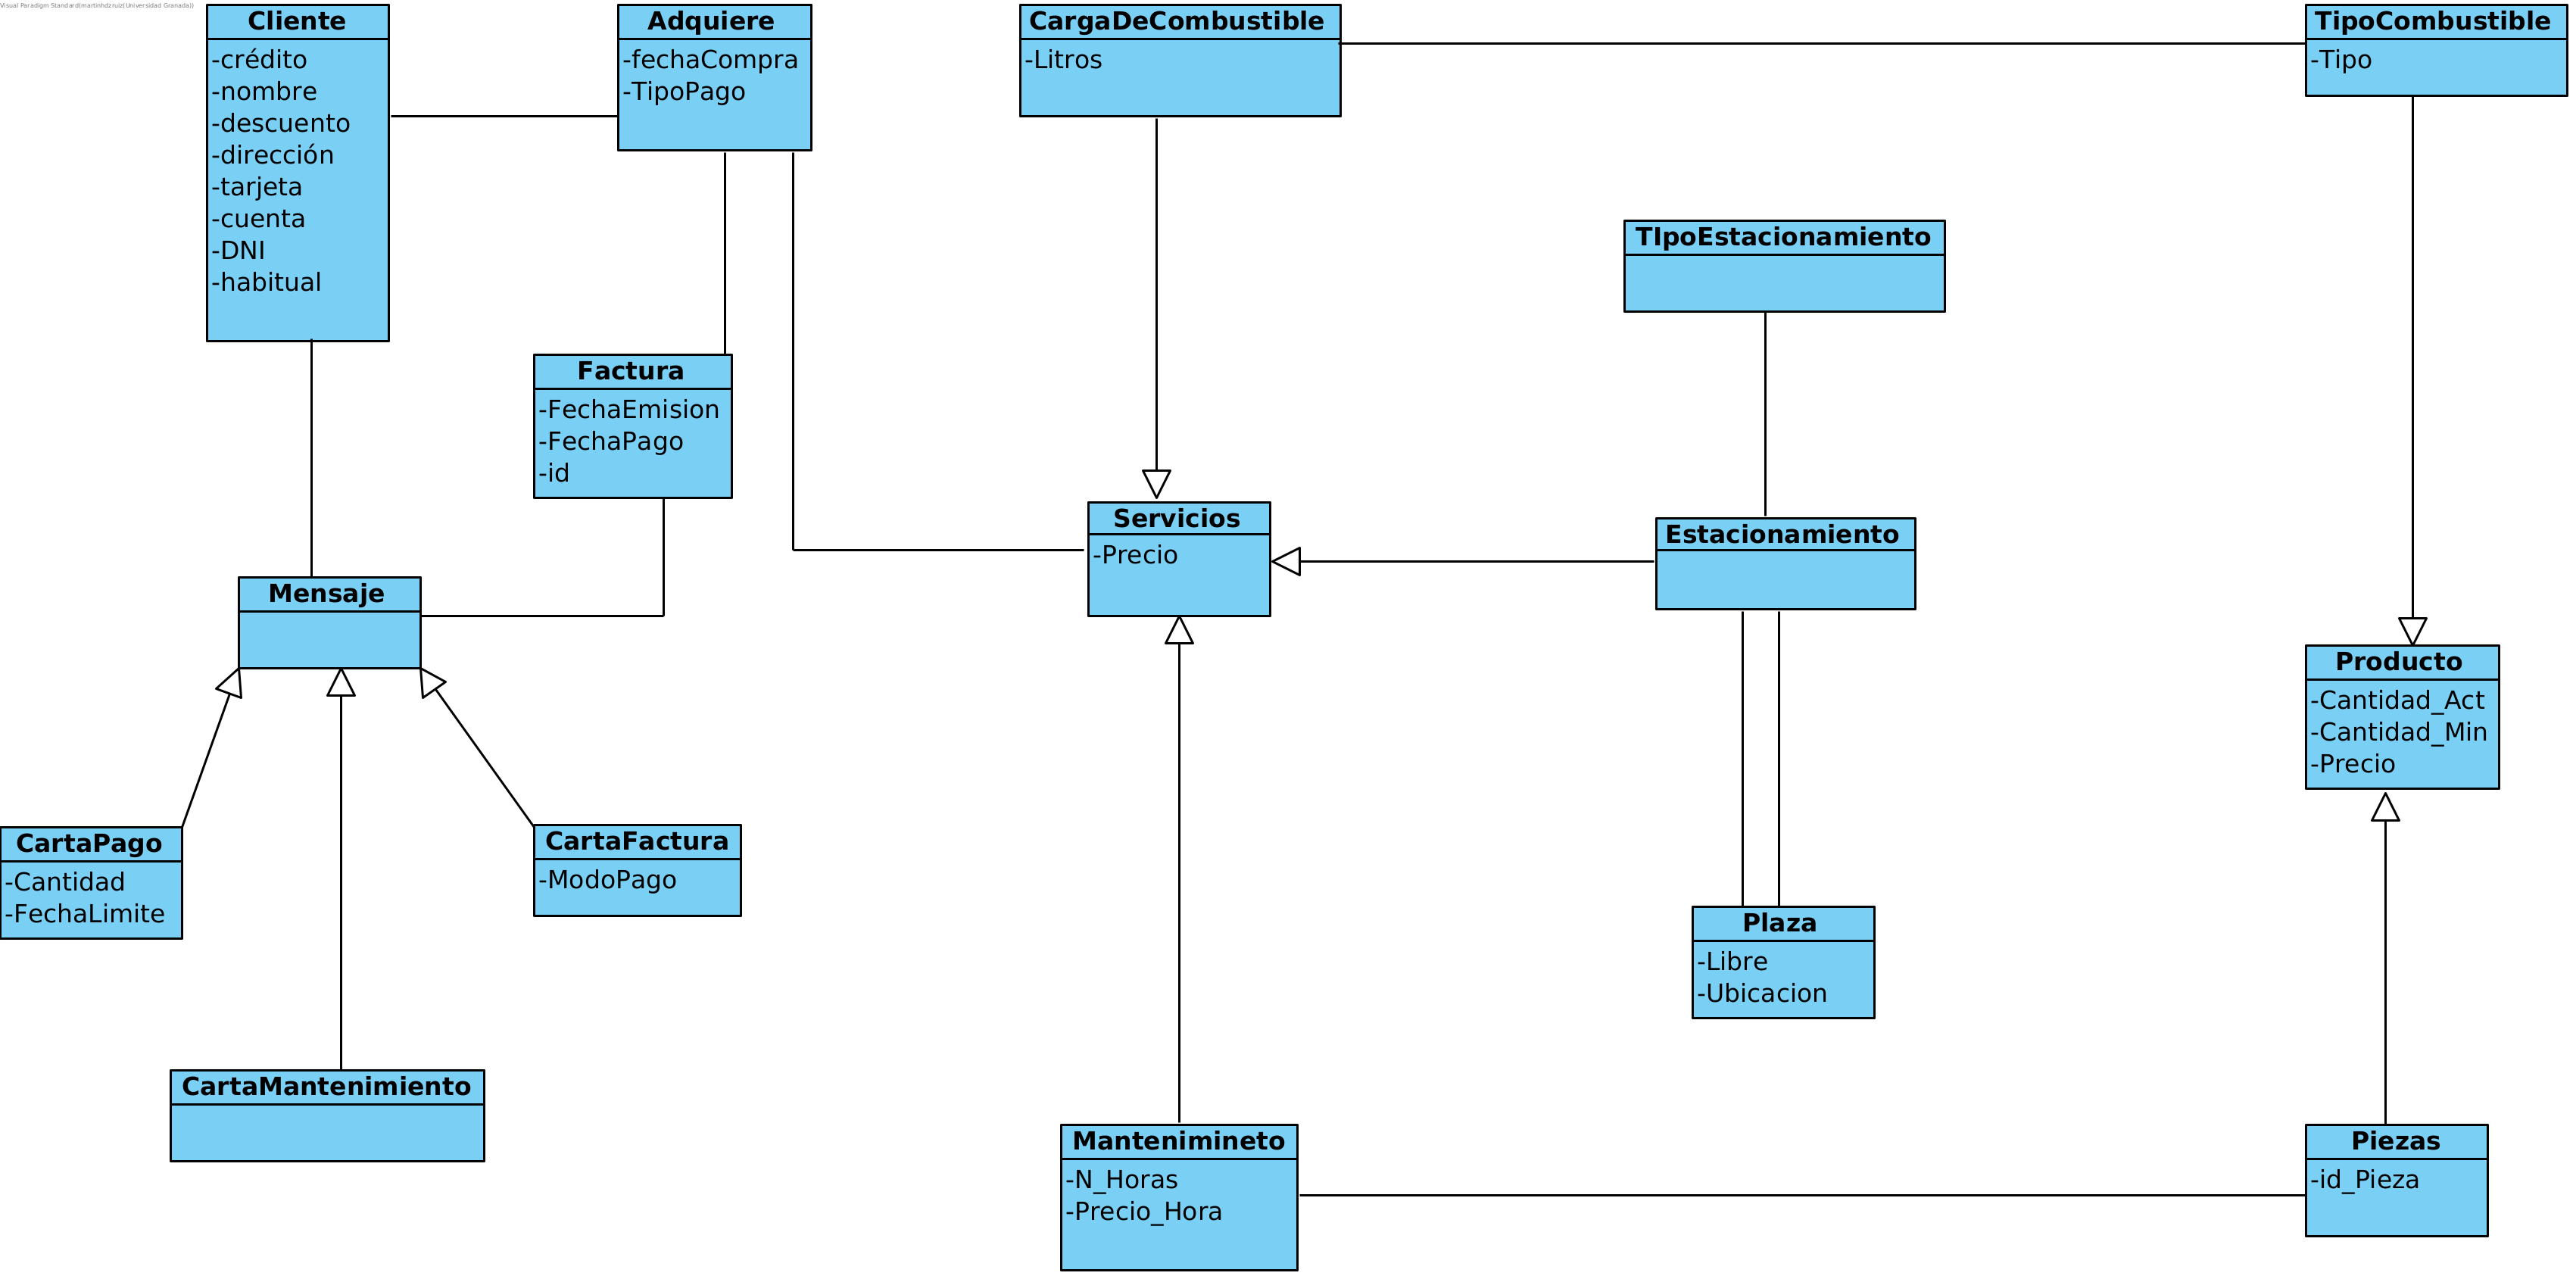 Visual Paradigm Standard(martinhdzruiz(Universidad Granada))
Cliente
-crédito
-nombre
-descuento
-dirección
-tarjeta
-cuenta
-DNI
-habitual
Adquiere
-fechaCompra
-TipoPago
CargaDeCombustible
-Litros
TipoCombustible
-Tipo
TIpoEstacionamiento
Factura
-FechaEmision
-FechaPago
-id
Servicios
-Precio
Estacionamiento
Mensaje
Producto
-Cantidad_Act
-Cantidad_Min
-Precio
CartaPago
-Cantidad
-FechaLimite
CartaFactura
-ModoPago
Plaza
-Libre
-Ubicacion
CartaMantenimiento
Mantenimineto
-N_Horas
-Precio_Hora
Piezas
-id_Pieza